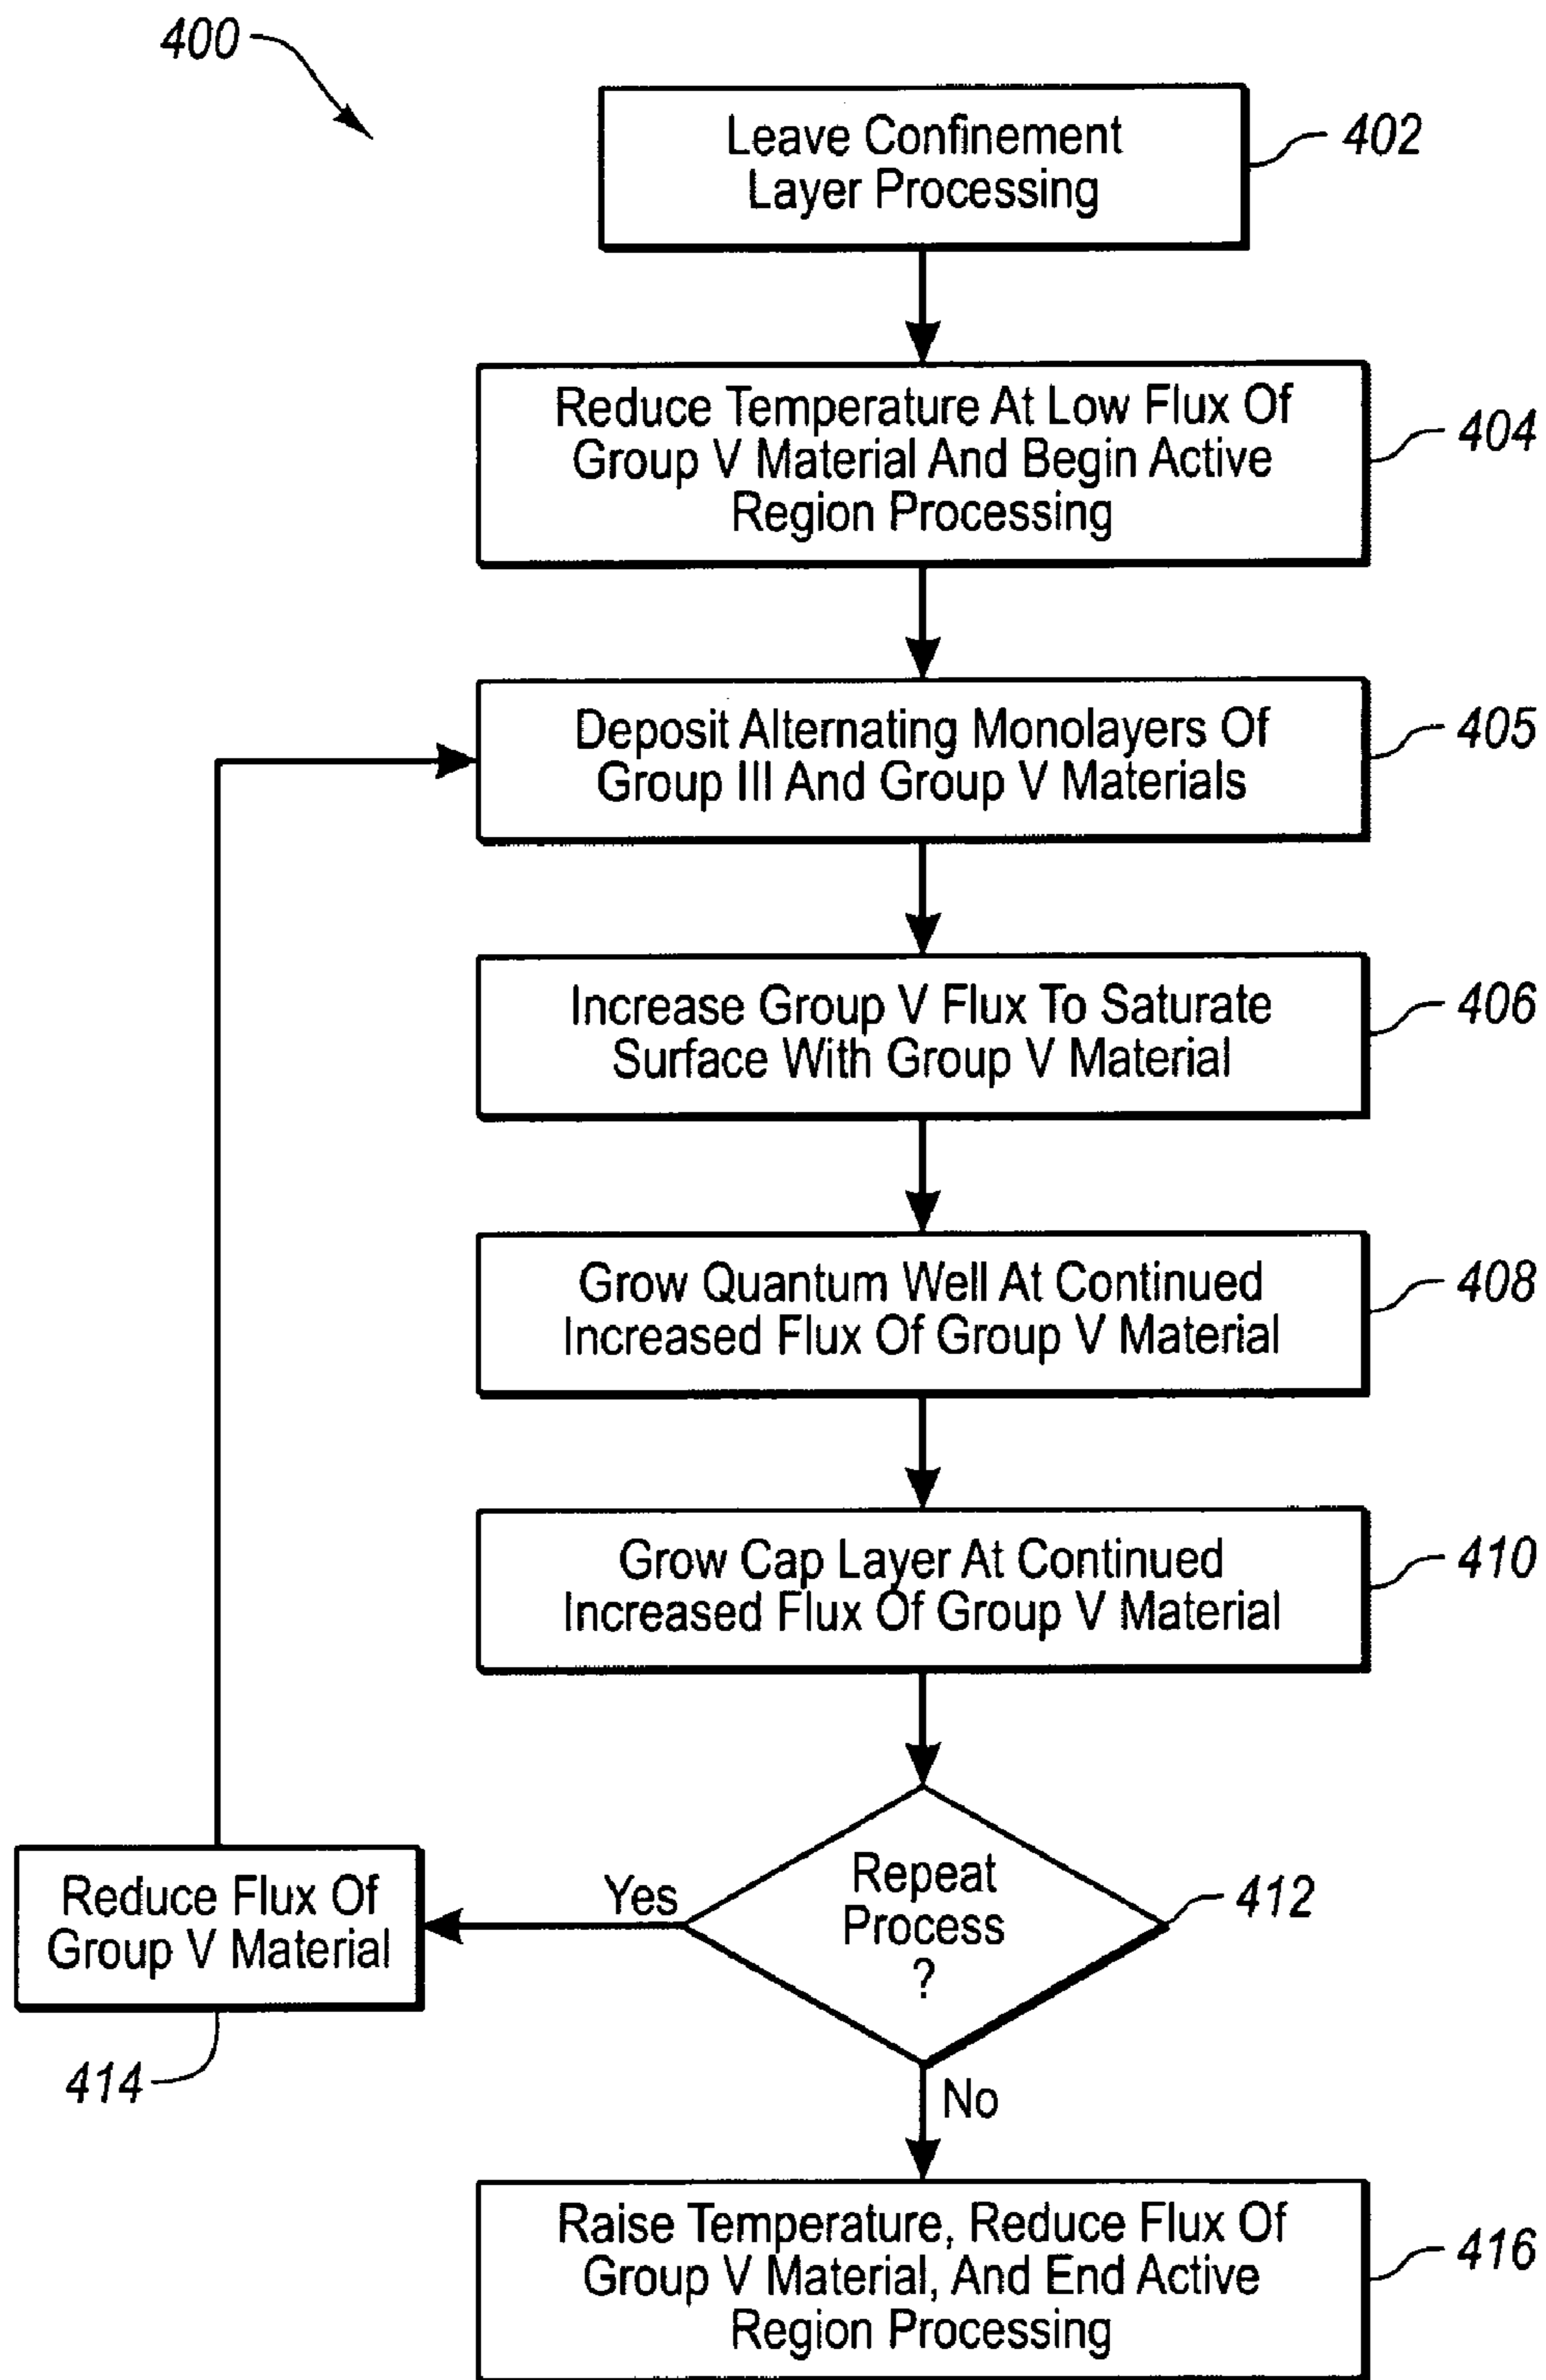 400
Leave Confinement
Layer Processing
402
Reduce Temperature At Low Flux Of
Group V Material And Begin Active
Region Processing
404
Deposit Alternating Monolayers Of
Group III And Group V Materials
405
Increase Group V Flux To Saturate
Surface With Group V Material
406
Grow Quantum Well At Continued
Increased Flux Of Group V Material
408
Grow Cap Layer At Continued
Increased Flux Of Group V Material
410
Repeat
Process
?
412
Yes
Reduce Flux Of
Group V Material
414
No
Raise Temperature, Reduce Flux Of
Group V Material, And End Active
Region Processing
416